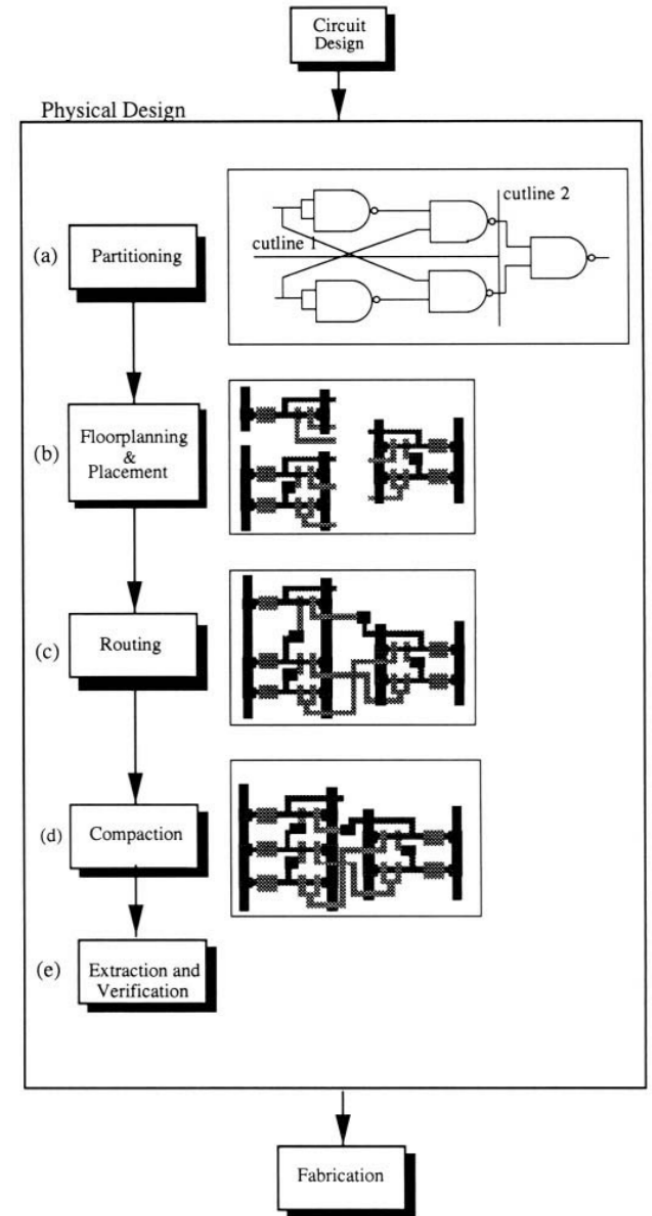 Circuit
Design
Physical Design
cutline 2
cutline 1
(a)
Partitioning
(b)
Floorplanning
&
Placement
(c)
Routing
(d)
Compaction
(e)
Extraction and
Verification
Fabrication